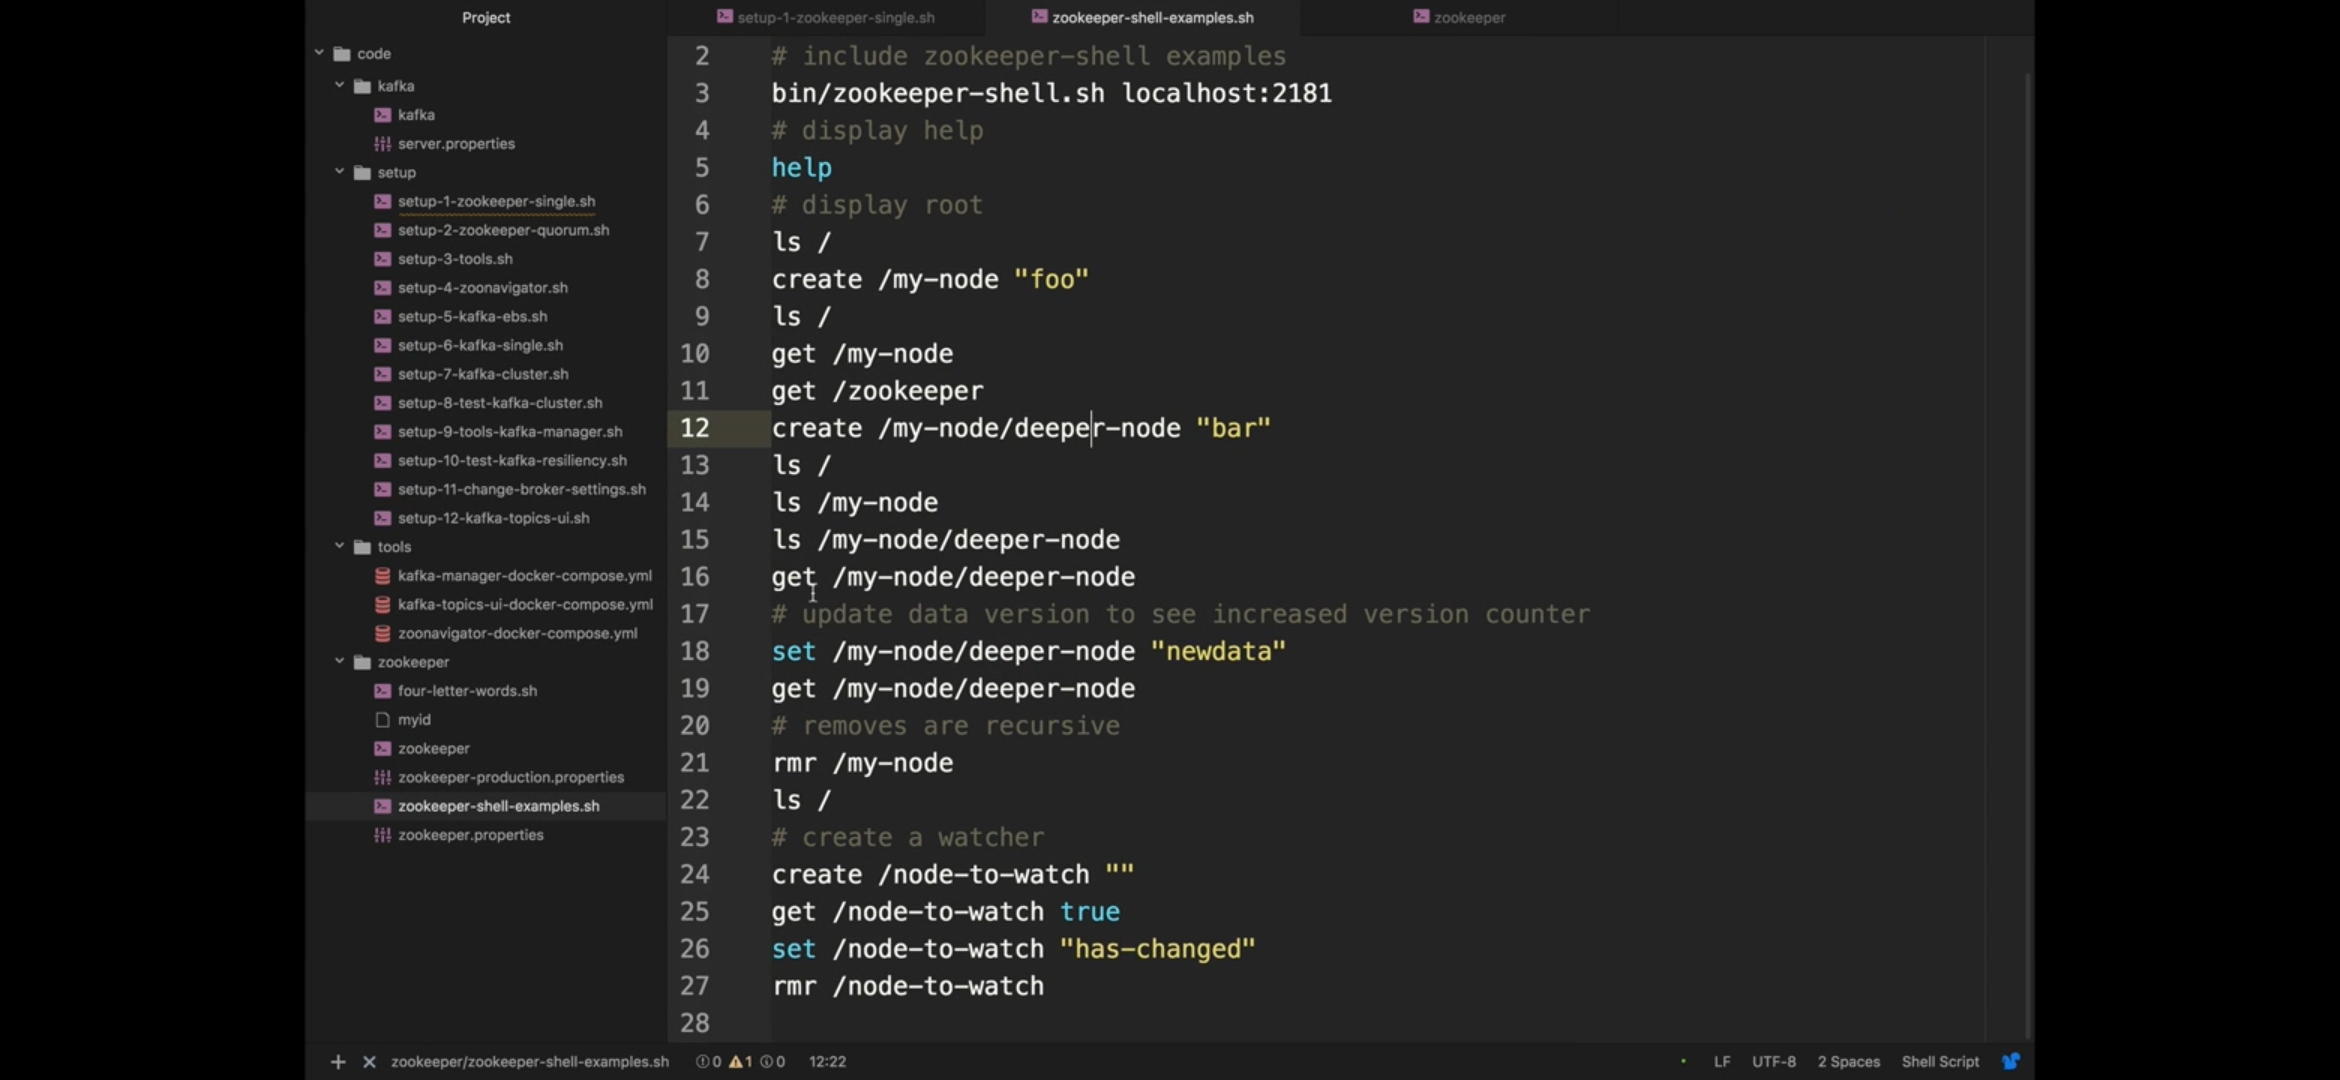 Project
code
kafka
kafka
server.properties
setup
setup-1-zookeeper-single.sh
setup-2-zookeeper-quorum.sh
setup-3-tools.sh
setup-4-zoonavigator.sh
setup-5-kafka-ebs.sh
setup-6-kafka-single.sh
setup-7-kafka-cluster.sh
setup-8-test-kafka-cluster.sh
setup-9-tools-kafka-manager.sh
setup-10-test-kafka-resiliency.sh
setup-11-change-broker-settings.sh
setup-12-kafka-topics-ui.sh
tools
kafka-manager-docker-compose.yml
kafka-topics-ui-docker-compose.yml
zoonavigator-docker-compose.yml
zookeeper
four-letter-words.sh
myid
zookeeper
zookeeper-production.properties
zookeeper-shell-examples.sh
zookeeper.properties
setup-1-zookeeper-single.sh zookeeper-shell-examples.sh zookeeper
2 # include zookeeper-shell examples
3 bin/zookeeper-shell.sh localhost:2181
4 # display help
5 help
6 # display root
7 ls /
8 create /my-node "foo"
9 ls /
10 get /my-node
11 get /zookeeper
12 create /my-node/deeper-node "bar"
13 ls /
14 ls /my-node
15 ls /my-node/deeper-node
16 get /my-node/deeper-node
17 # update data version to see increased version counter
18 set /my-node/deeper-node "newdata"
19 get /my-node/deeper-node
20 # removes are recursive
21 rmr /my-node
22 ls /
23 # create a watcher
24 create /node-to-watch ""
25 get /node-to-watch true
26 set /node-to-watch "has-changed"
27 rmr /node-to-watch
28
zookeeper/zookeeper-shell-examples.sh 0 1 0 12:22 LF UTF-8 2 Spaces Shell Script